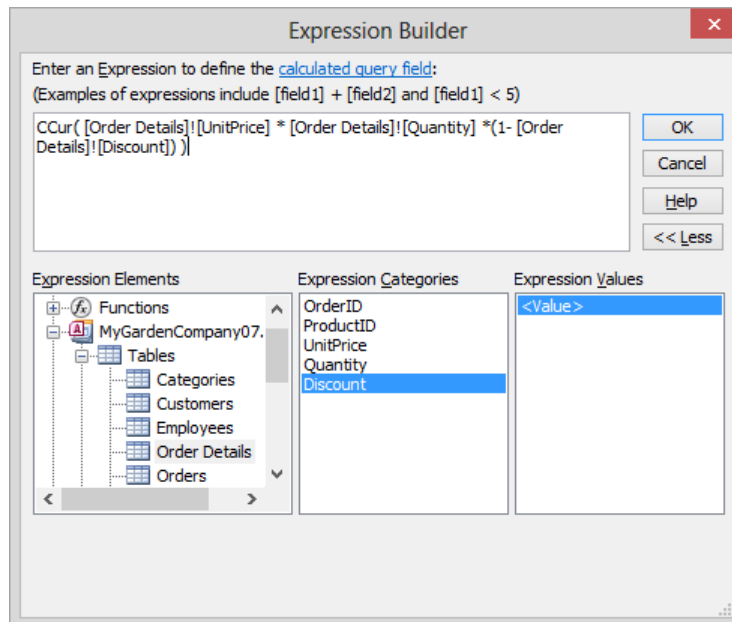 Expression Builder
Enter an Expression to define the calculated query field:
(Examples of expressions include [field1] + [field2] and [field1] < 5)
CCur( [Order Details]![UnitPrice] * [Order Details]![Quantity] *(1- [Order
Details]![Discount]) )
OK
Cancel
Help
<< Less
Expression Elements
Functions
MyGardenCompany07.
Tables
Categories
Customers
Employees
Order Details
Orders
Expression Categories
OrderID
ProductID
UnitPrice
Quantity
Discount
Expression Values
<Value>